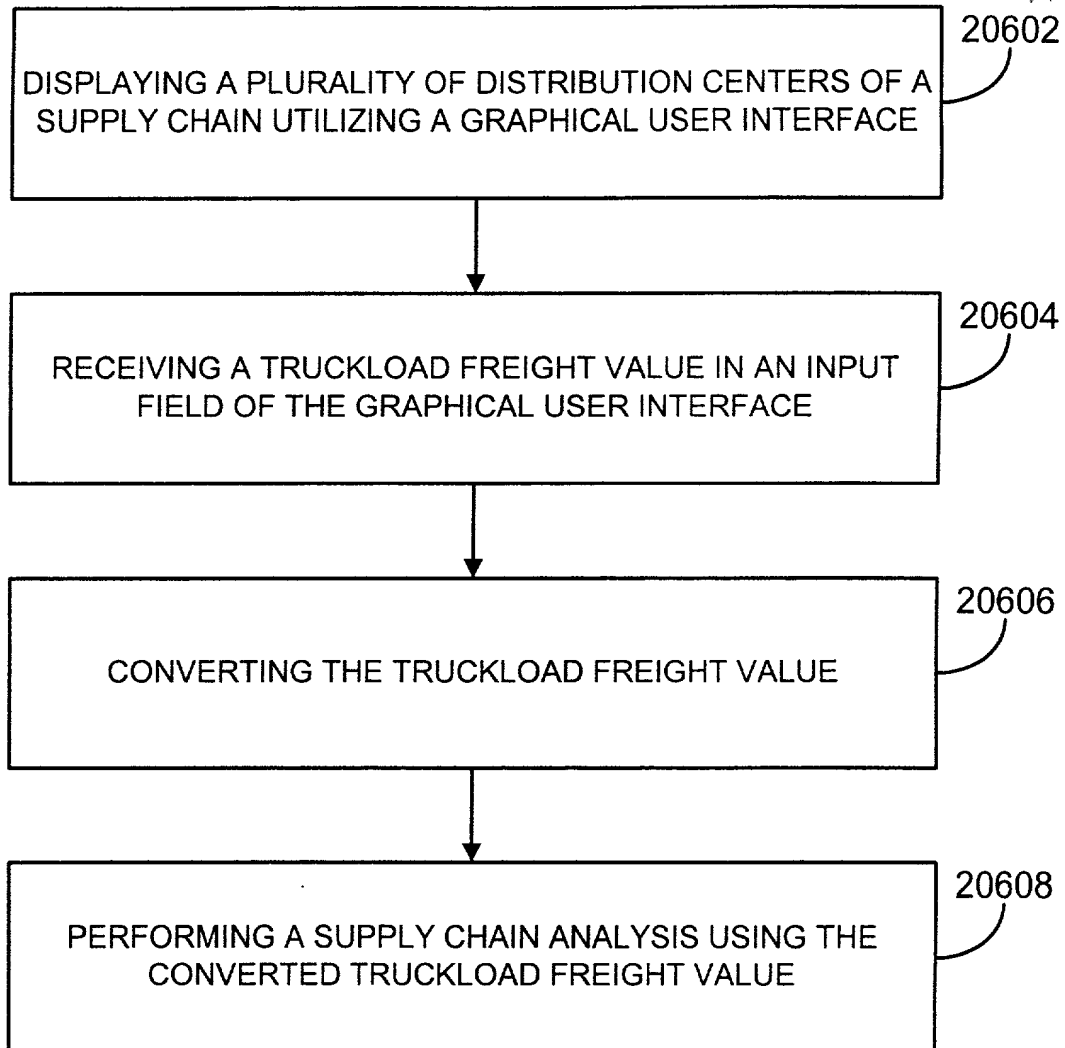 20602
DISPLAYING A PLURALITY OF DISTRIBUTION CENTERS OF A
SUPPLY CHAIN UTILIZING A GRAPHICAL USER INTERFACE
20604
RECEIVING A TRUCKLOAD FREIGHT VALUE IN AN INPUT
FIELD OF THE GRAPHICAL USER INTERFACE
20606
CONVERTING THE TRUCKLOAD FREIGHT VALUE
20608
PERFORMING A SUPPLY CHAIN ANALYSIS USING THE
CONVERTED TRUCKLOAD FREIGHT VALUE